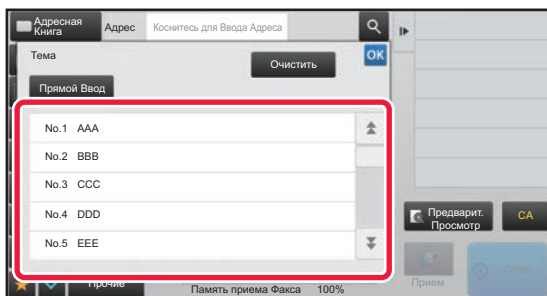 Адресная
Книга
Адрес
Коснитесь для Ввода Адреса
Тема
Очистить
OK
Прямой Ввод
No.1 AAA
No.2 BBB
No.3 CCC
No.4 DDD
No.5 EEE
Предварит.
Просмотр
CA
Прочие
Память приема Факса 100%
Прием
Старт